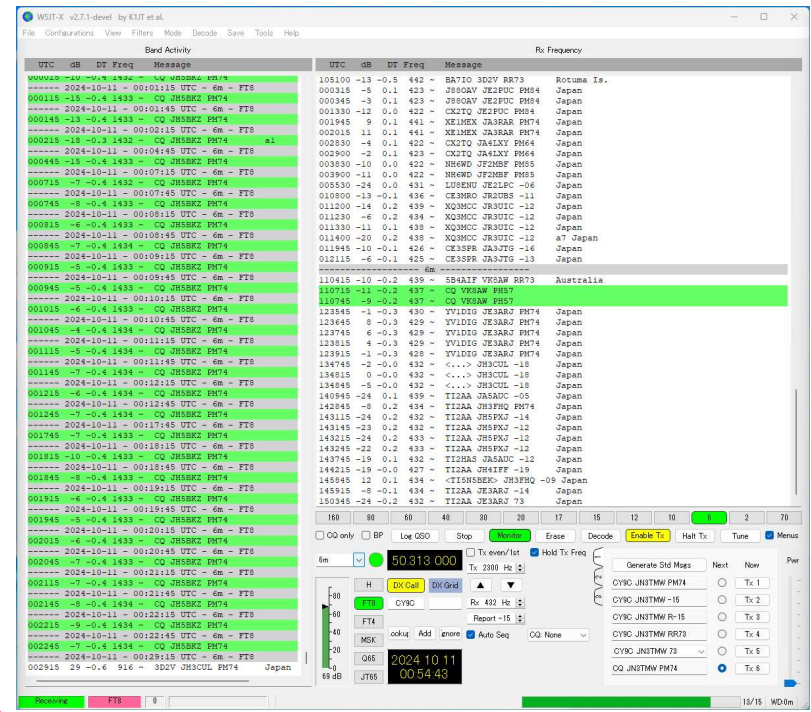 WSJT-X v2.7.1-devel by K1JT et al.
File Configurations View Filters Mode Decode Save Tools Help
Band Activity
UTC dB DT Freq Message
000015 -10 -0.4 1432 ~ CQ JH5BKZ PM74
------ 2024-10-11 - 00:01:15 UTC - 6m - FT8
000115 -15 -0.4 1433 ~ CQ JH5BKZ PM74
------ 2024-10-11 - 00:01:45 UTC - 6m - FT8
000145 -13 -0.4 1433 ~ CQ JH5BKZ PM74
------ 2024-10-11 - 00:02:15 UTC - 6m - FT8
000215 -18 -0.3 1432 ~ CQ JH5BKZ PM74 a1
------ 2024-10-11 - 00:04:45 UTC - 6m - FT8
000445 -15 -0.4 1433 ~ CQ JH5BKZ PM74
------ 2024-10-11 - 00:07:15 UTC - 6m - FT8
000715 -7 -0.4 1432 ~ CQ JH5BKZ PM74
------ 2024-10-11 - 00:07:45 UTC - 6m - FT8
000745 -8 -0.4 1433 ~ CQ JH5BKZ PM74
------ 2024-10-11 - 00:08:15 UTC - 6m - FT8
000815 -6 -0.4 1433 ~ CQ JH5BKZ PM74
------ 2024-10-11 - 00:08:45 UTC - 6m - FT8
000845 -7 -0.4 1434 ~ CQ JH5BKZ PM74
------ 2024-10-11 - 00:09:15 UTC - 6m - FT8
000915 -5 -0.4 1433 ~ CQ JH5BKZ PM74
------ 2024-10-11 - 00:09:45 UTC - 6m - FT8
000945 -5 -0.4 1433 ~ CQ JH5BKZ PM74
------ 2024-10-11 - 00:10:15 UTC - 6m - FT8
001015 -6 -0.4 1433 ~ CQ JH5BKZ PM74
------ 2024-10-11 - 00:10:45 UTC - 6m - FT8
001045 -4 -0.4 1434 ~ CQ JH5BKZ PM74
------ 2024-10-11 - 00:11:15 UTC - 6m - FT8
001115 -5 -0.4 1434 ~ CQ JH5BKZ PM74
------ 2024-10-11 - 00:11:45 UTC - 6m - FT8
001145 -7 -0.4 1433 ~ CQ JH5BKZ PM74
------ 2024-10-11 - 00:12:15 UTC - 6m - FT8
001215 -6 -0.4 1434 ~ CQ JH5BKZ PM74
------ 2024-10-11 - 00:12:45 UTC - 6m - FT8
001245 -7 -0.4 1434 ~ CQ JH5BKZ PM74
------ 2024-10-11 - 00:17:45 UTC - 6m - FT8
001745 -7 -0.4 1433 ~ CQ JH5BKZ PM74
------ 2024-10-11 - 00:18:15 UTC - 6m - FT8
001815 -10 -0.4 1433 ~ CQ JH5BKZ PM74
------ 2024-10-11 - 00:18:45 UTC - 6m - FT8
001845 -8 -0.4 1433 ~ CQ JH5BKZ PM74
------ 2024-10-11 - 00:19:15 UTC - 6m - FT8
001915 -6 -0.4 1433 ~ CQ JH5BKZ PM74
------ 2024-10-11 - 00:19:45 UTC - 6m - FT8
001945 -5 -0.4 1433 ~ CQ JH5BKZ PM74
------ 2024-10-11 - 00:20:15 UTC - 6m - FT8
002015 -6 -0.4 1433 ~ CQ JH5BKZ PM74
------ 2024-10-11 - 00:20:45 UTC - 6m - FT8
002045 -7 -0.4 1433 ~ CQ JH5BKZ PM74
------ 2024-10-11 - 00:21:15 UTC - 6m - FT8
002115 -7 -0.4 1433 ~ CQ JH5BKZ PM74
------ 2024-10-11 - 00:21:45 UTC - 6m - FT8
002145 -8 -0.4 1434 ~ CQ JH5BKZ PM74
------ 2024-10-11 - 00:22:15 UTC - 6m - FT8
002215 -9 -0.4 1434 ~ CQ JH5BKZ PM74
------ 2024-10-11 - 00:22:45 UTC - 6m - FT8
002245 -7 -0.4 1434 ~ CQ JH5BKZ PM74
------ 2024-10-11 - 00:29:15 UTC - 6m - FT8
002915 29 -0.6 916 ~ 3D2V JH3CUL PM74 Japan
Rx Frequency
UTC dB DT Freq Message
105100 -13 -0.5 442 ~ BA7IO 3D2V RR73 Rotuma Is.
000315 -5 0.1 423 ~ J88OAV JE2PUC PM84 Japan
000345 -3 0.1 423 ~ J88OAV JE2PUC PM84 Japan
001330 -12 0.0 422 ~ CX2TQ JE2PUC PM84 Japan
001945 9 0.1 441 ~ XE1MEX JA3RAR PM74 Japan
002015 11 0.1 441 ~ XE1MEX JA3RAR PM74 Japan
002830 -4 0.1 422 ~ CX2TQ JA4LXY PM64 Japan
002900 -2 0.1 423 ~ CX2TQ JA4LXY PM64 Japan
003830 -10 0.0 422 ~ NH6WD JF2MBF PM85 Japan
003900 -11 0.0 422 ~ NH6WD JF2MBF PM85 Japan
005530 -24 0.0 431 ~ LU8ENU JE2LPC -06 Japan
010800 -13 -0.1 436 ~ CE3MRO JR2UBS -11 Japan
011200 -14 0.2 439 ~ XQ3MCC JR3UIC -12 Japan
011230 -6 0.2 434 ~ XQ3MCC JR3UIC -12 Japan
011330 -11 0.1 438 ~ XQ3MCC JR3UIC -12 Japan
011400 -20 0.2 438 ~ XQ3MCC JR3UIC -12 a7 Japan
011945 -10 -0.1 426 ~ CE3SPR JA3JTG -16 Japan
012115 -6 -0.1 425 ~ CE3SPR JA3JTG -13 Japan
------------------- 6m -----------------
110415 -10 -0.2 439 ~ 5B4AIF VK8AW RR73 Australia
110715 -11 -0.2 437 ~ CQ VK8AW PH57
110745 -9 -0.2 437 ~ CQ VK8AW PH57
123545 -1 -0.3 430 ~ YV1DIG JE3ARJ PM74 Japan
123645 8 -0.3 429 ~ YV1DIG JE3ARJ PM74 Japan
123745 6 -0.3 429 ~ YV1DIG JE3ARJ PM74 Japan
123815 4 -0.3 429 ~ YV1DIG JE3ARJ PM74 Japan
123915 -1 -0.3 428 ~ YV1DIG JE3ARJ PM74 Japan
134745 -2 -0.0 432 ~ <...> JH3CUL -18 Japan
134815 0 -0.0 432 ~ <...> JH3CUL -18 Japan
134845 -5 -0.0 432 ~ <...> JH3CUL -18 Japan
140945 -24 0.1 439 ~ TI2AA JA5AUC -05 Japan
142845 -8 0.2 434 ~ TI2AA JH3FHQ PM74 Japan
143115 -24 0.2 432 ~ TI2AA JH5PXJ -14 Japan
143145 -23 0.2 432 ~ TI2AA JH5PXJ -12 Japan
143215 -24 0.2 433 ~ TI2AA JH5PXJ -12 Japan
143245 -22 0.2 433 ~ TI2AA JH5PXJ -12 Japan
143745 -19 0.1 432 ~ TI2HAS JA5AUC -12 Japan
144215 -19 -0.0 427 ~ TI2AA JH4IFF -19 Japan
145845 12 0.1 434 ~ <TI5N5BEK> JH3FHQ -09 Japan
145915 -8 -0.1 434 ~ TI2AA JE3ARJ -14 Japan
150345 -24 -0.2 432 ~ TI2AA JE3ARJ 73 Japan
160 80 60 40 30 20 17 15 12 10 6 2 70
CQ only BP Log QSO Stop Monitor Erase Decode Enable Tx Halt Tx Tune Menus
6m 50.313 000 Tx even/1st Hold Tx Freq
Tx 2300 Hz
H DX Call DX Grid
FT8 CY9C Rx 432 Hz
FT4 Report -15
MSK ookup Add gnore Auto Seq CQ: None
Q65 2024 10 11
JT65 00:54:43
-80
-60
-40
-20
-0
69 dB
Generate Std Msgs Next Now Pwr
1
2
3
CY9C JN3TMW PM74 Tx 1
CY9C JN3TMW -15 Tx 2
CY9C JN3TMW R-15 Tx 3
CY9C JN3TMW RR73 Tx 4
CY9C JN3TMW 73 Tx 5
CQ JN3TMW PM74 Tx 6
Receiving FT8 0 13/15 WD:0m